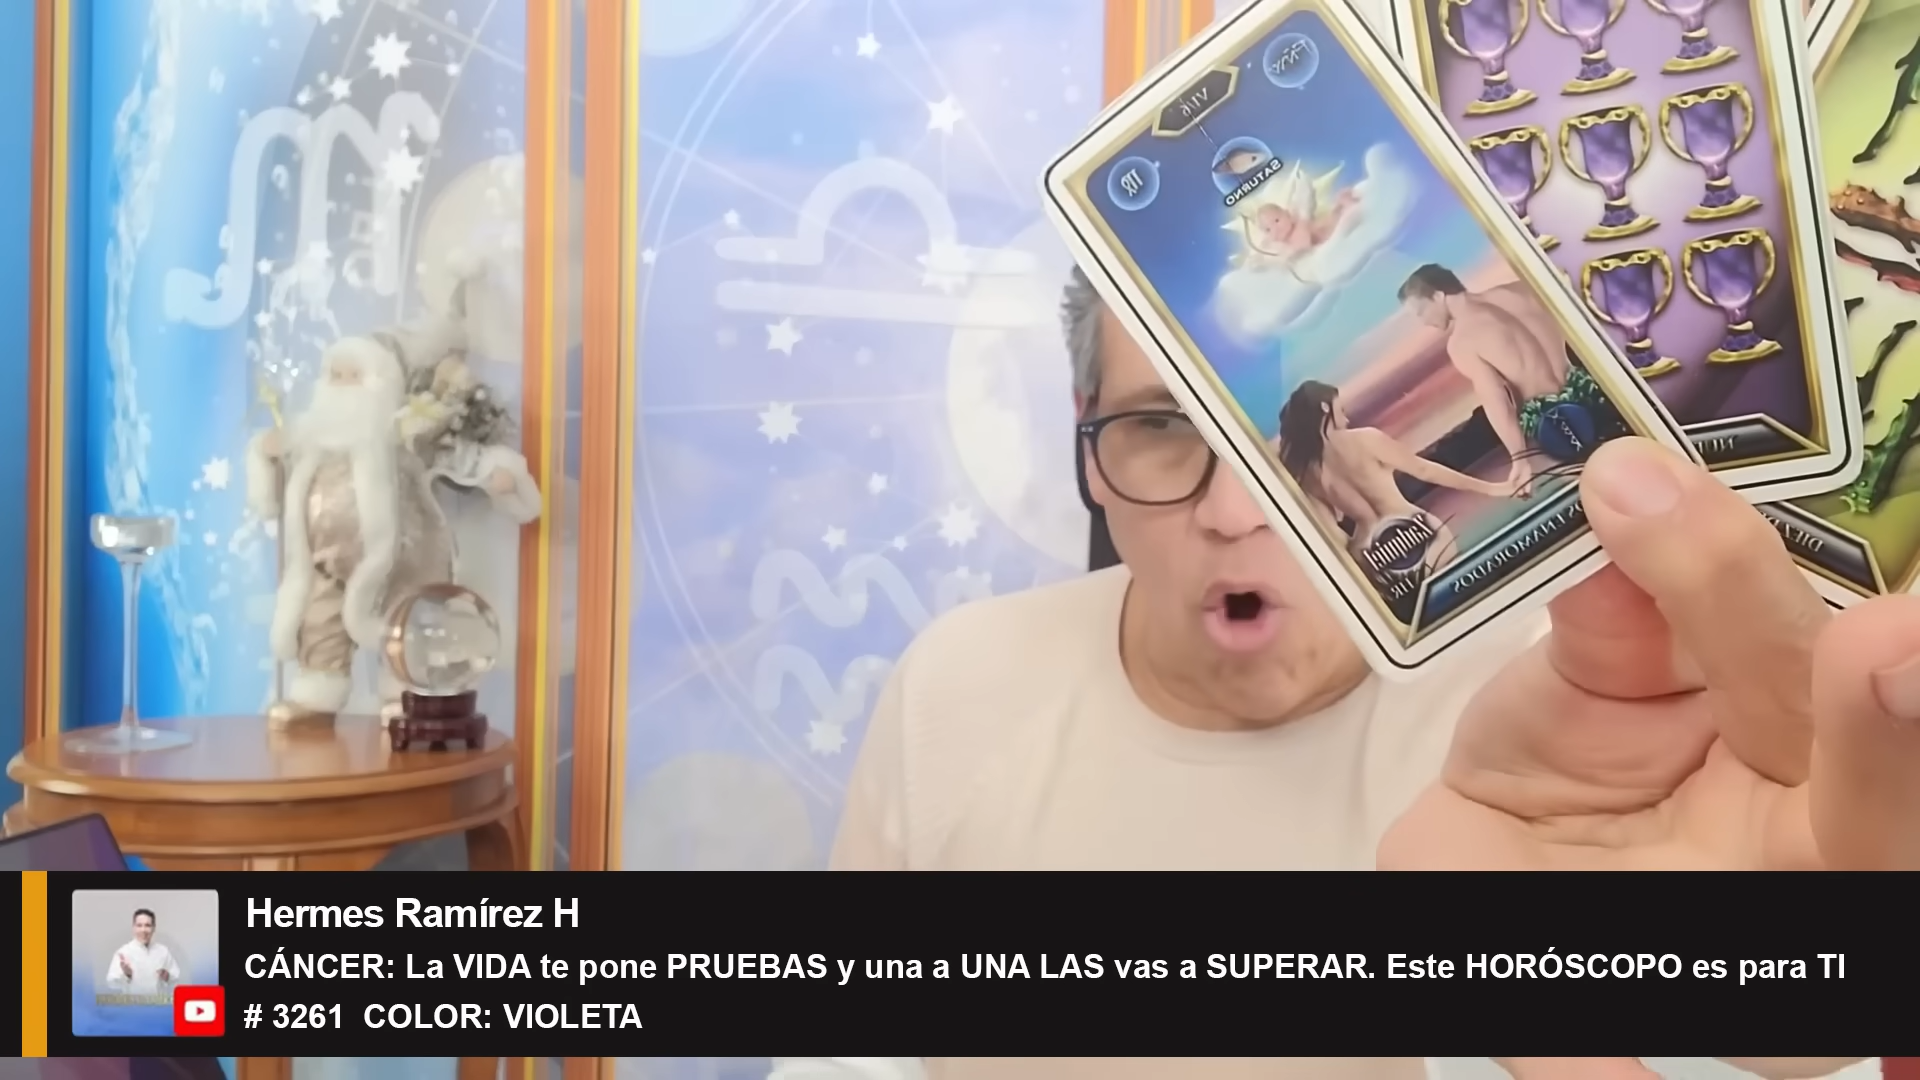 SATURNO
LOS ENAMORADOS
Hermes Ramírez H
CÁNCER: La VIDA te pone PRUEBAS y una a UNA LAS vas a SUPERAR. Este HORÓSCOPO es para TI
# 3261 COLOR: VIOLETA